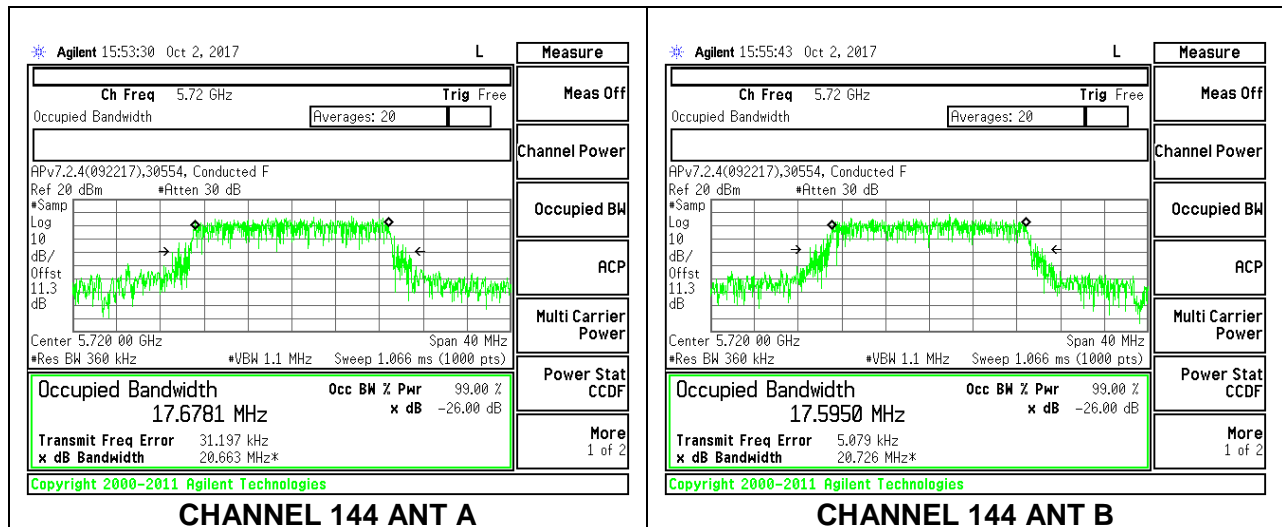 Agilent 15:53:30 Oct 2, 2017 L
Measure
Ch Freq 5.72 GHz Trig Free
Meas Off
Occupied Bandwidth Averages: 20
Channel Power
APv7.2.4(092217),30554, Conducted F
Ref 20 dBm #Atten 30 dB
#Samp
Log
10
dB/
Offst
11.3
dB
Occupied BW
ACP
Multi Carrier
Power
Center 5.720 00 GHz Span 40 MHz
#Res BW 360 kHz #VBW 1.1 MHz Sweep 1.066 ms (1000 pts)
Power Stat
CCDF
Occupied Bandwidth Occ BW % Pwr 99.00 %
17.6781 MHz x dB -26.00 dB
Transmit Freq Error 31.197 kHz
x dB Bandwidth 20.663 MHz*
More
1 of 2
Copyright 2000-2011 Agilent Technologies
CHANNEL 144 ANT A
Agilent 15:55:43 Oct 2, 2017 L
Measure
Ch Freq 5.72 GHz Trig Free
Meas Off
Occupied Bandwidth Averages: 20
Channel Power
APv7.2.4(092217),30554, Conducted F
Ref 20 dBm #Atten 30 dB
#Samp
Log
10
dB/
Offst
11.3
dB
Occupied BW
ACP
Multi Carrier
Power
Center 5.720 00 GHz Span 40 MHz
#Res BW 360 kHz #VBW 1.1 MHz Sweep 1.066 ms (1000 pts)
Power Stat
CCDF
Occupied Bandwidth Occ BW % Pwr 99.00 %
17.5950 MHz x dB -26.00 dB
Transmit Freq Error 5.079 kHz
x dB Bandwidth 20.726 MHz*
More
1 of 2
Copyright 2000-2011 Agilent Technologies
CHANNEL 144 ANT B